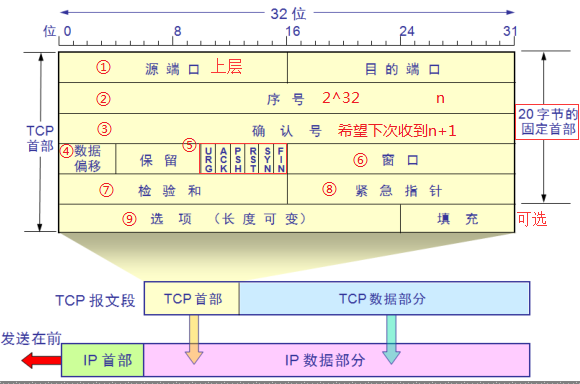 32 位
位 0 8 16 24 31
① 源 端 口 上层 目 的 端 口
② 序 号 2^32 n
TCP
首部
20 字节的
固定首部
③ 确 认 号 希望下次收到n+1
④ 数据
偏移
保 留
⑤
URG ACK PSH RST SYN FIN
⑥ 窗 口
⑦ 检 验 和 ⑧ 紧 急 指 针
⑨ 选 项 （长 度 可 变） 填 充 可选
TCP 报文段 TCP 首部 TCP 数据部分
发送在前
IP 首部 IP 数据部分